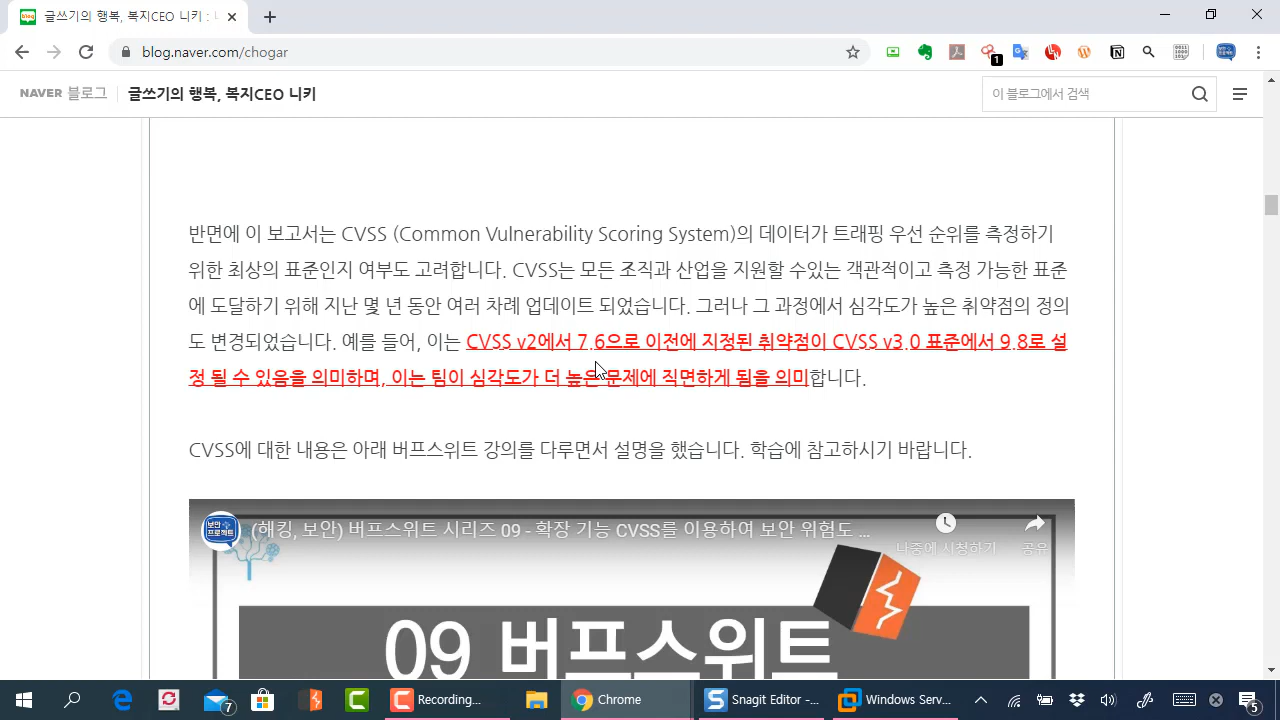 글쓰기의 행복, 복지CEO 니키 :
blog.naver.com/chogar
1
NAVER 블로그
글쓰기의 행복, 복지CEO 니키
이 블로그에서 검색
반면에 이 보고서는 CVSS (Common Vulnerability Scoring System)의 데이터가 트래핑 우선 순위를 측정하기
위한 최상의 표준인지 여부도 고려합니다. CVSS는 모든 조직과 산업을 지원할 수있는 객관적이고 측정 가능한 표준
에 도달하기 위해 지난 몇 년 동안 여러 차례 업데이트 되었습니다. 그러나 그 과정에서 심각도가 높은 취약점의 정의
도 변경되었습니다. 예를 들어, 이는 CVSS v2에서 7.6으로 이전에 지정된 취약점이 CVSS v3.0 표준에서 9.8로 설
정 될 수 있음을 의미하며, 이는 팀이 심각도가 더 높은 문제에 직면하게 됨을 의미합니다.
CVSS에 대한 내용은 아래 버프스위트 강의를 다루면서 설명을 했습니다. 학습에 참고하시기 바랍니다.
보안
프로젝트
(해킹, 보안) 버프스위트 시리즈 09 - 확장 기능 CVSS를 이용하여 보안 위험도 ...
나중에 시청하기
공유
09 버프스위트
7
Recording...
Chrome
Snagit Editor -...
Windows Serv...
5